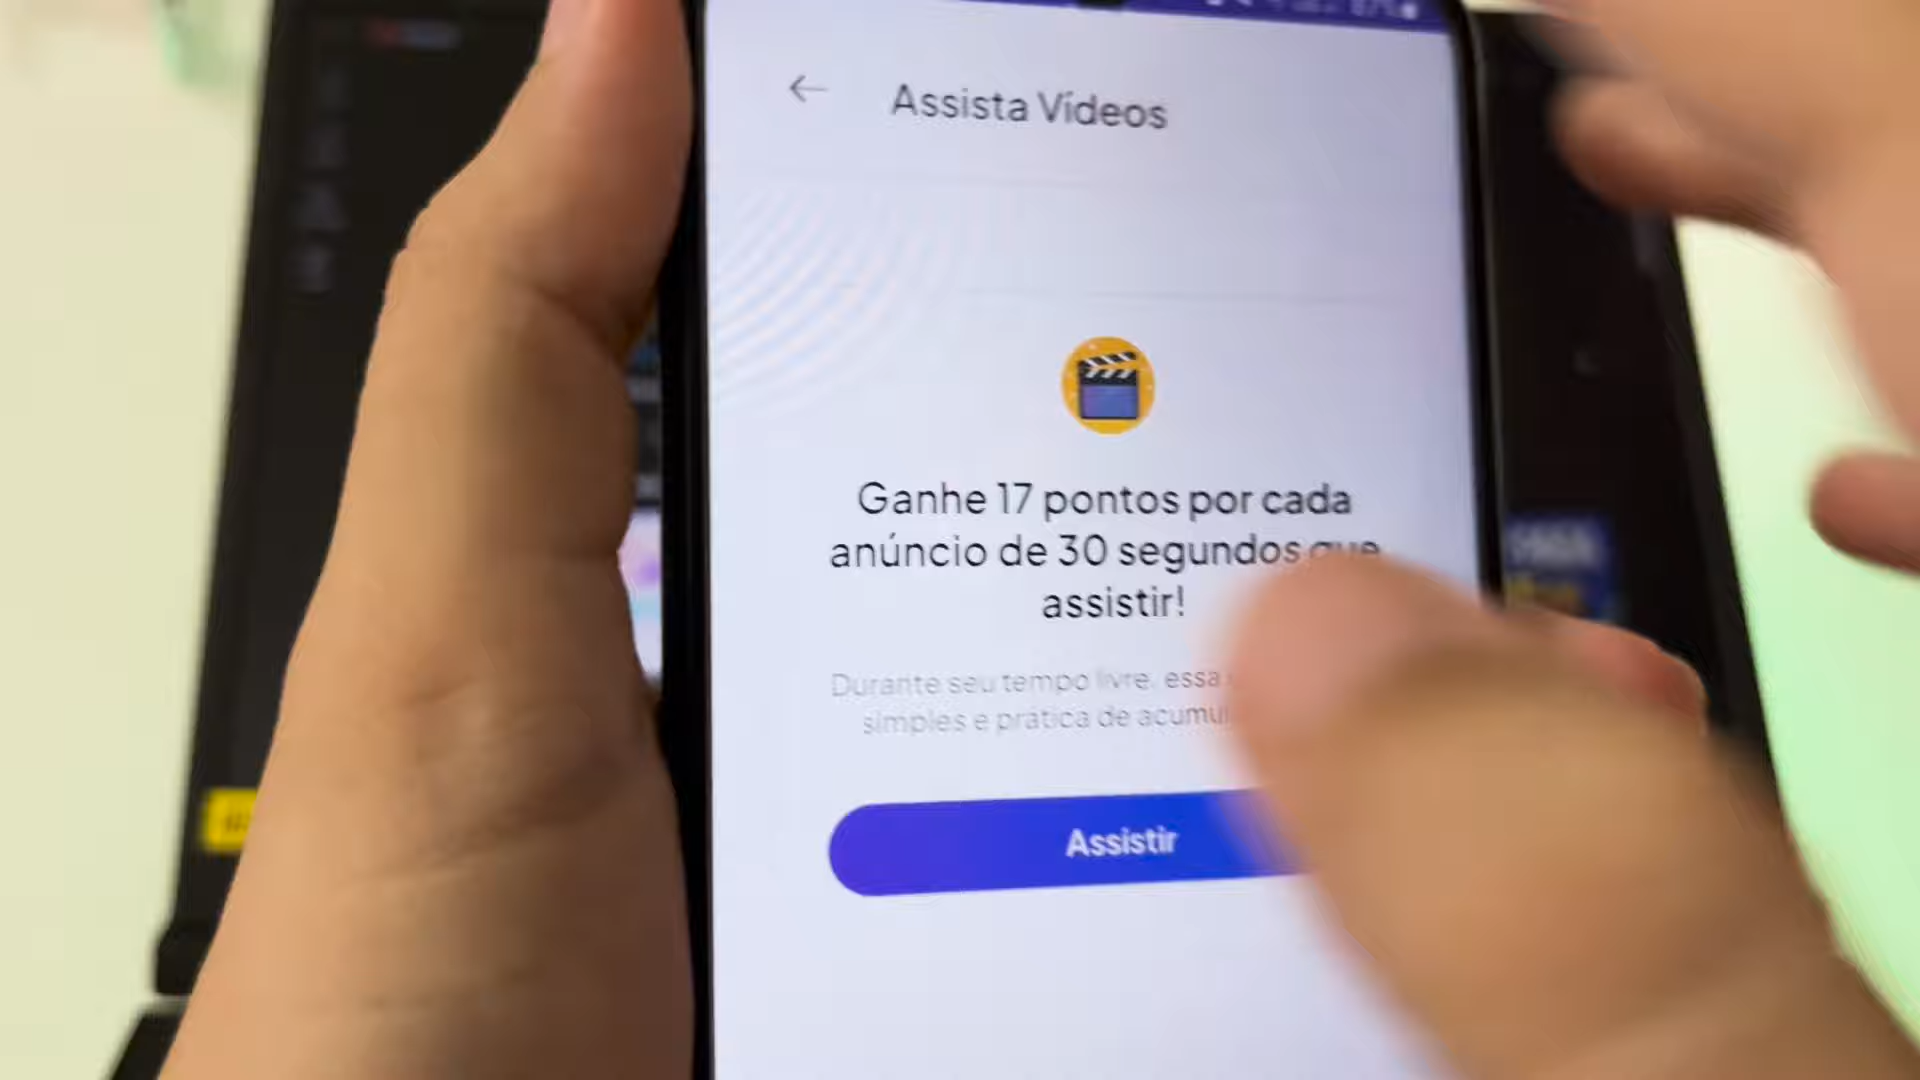 Assista Vídeos
Ganhe 17 pontos por cada
anúncio de 30 segundos que
assistir!
Durante seu tempo livre, essa
simples e prática de
Assistir